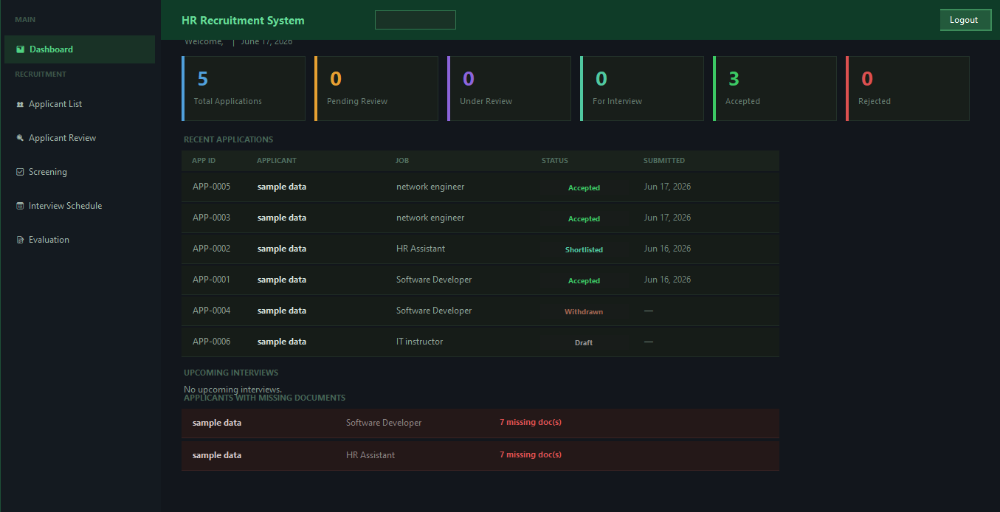 MAIN
HR Recruitment System
Logout
Welcome, | June 17, 2026
Dashboard
RECRUITMENT
Applicant List
Applicant Review
Screening
Interview Schedule
Evaluation
5
Total Applications
0
Pending Review
0
Under Review
0
For Interview
3
Accepted
0
Rejected
RECENT APPLICATIONS
APP ID APPLICANT JOB STATUS SUBMITTED
APP-0005 sample data network engineer Accepted Jun 17, 2026
APP-0003 sample data network engineer Accepted Jun 17, 2026
APP-0002 sample data HR Assistant Shortlisted Jun 16, 2026
APP-0001 sample data Software Developer Accepted Jun 16, 2026
APP-0004 sample data Software Developer Withdrawn —
APP-0006 sample data IT instructor Draft —
UPCOMING INTERVIEWS
No upcoming interviews.
APPLICANTS WITH MISSING DOCUMENTS
sample data Software Developer 7 missing doc(s)
sample data HR Assistant 7 missing doc(s)